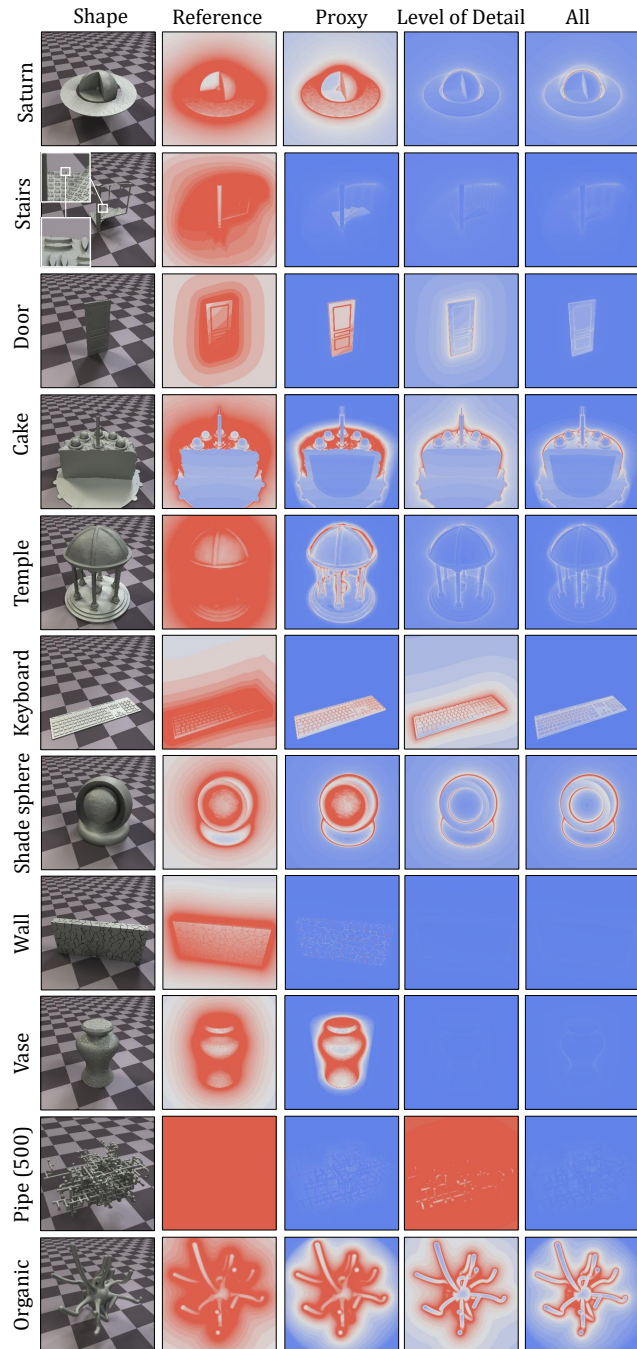 Shape Reference Proxy Level of Detail All
Saturn
Stairs
Door
Cake
Temple
Keyboard
Shade sphere
Wall
Vase
Pipe (500)
Organic